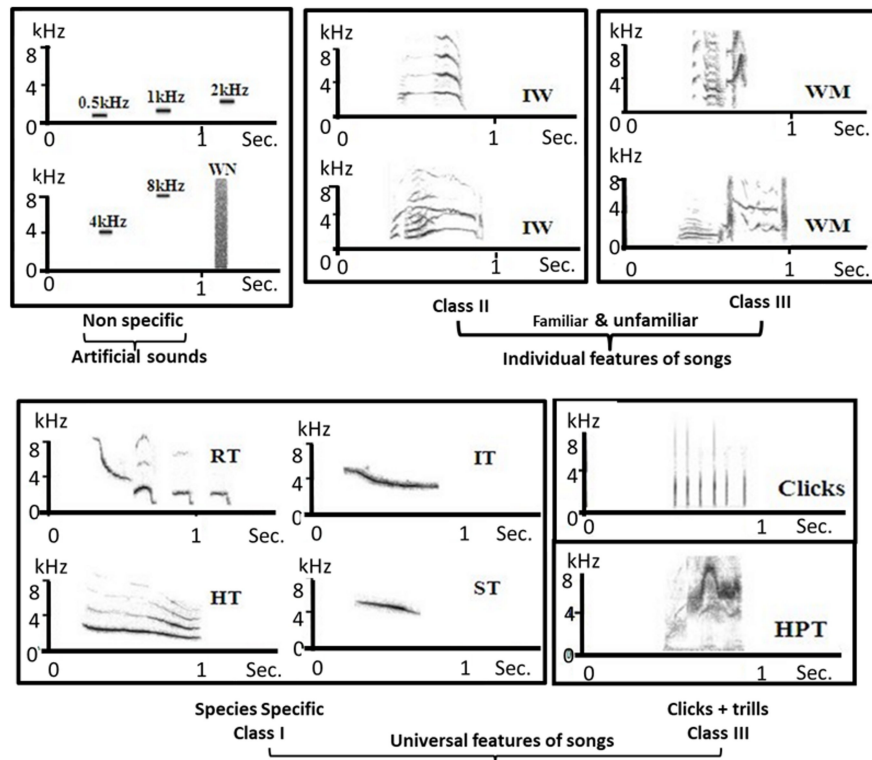 kHz
8
4
0
0.5kHz
1kHz
2kHz
1
Sec.
kHz
8
4
0
4kHz
8kHz
WN
0
1
Sec.
Non specific
Artificial sounds
kHz
8
4
0
IW
0
1
Sec.
kHz
8
4
0
IW
0
1
Sec.
Class II
kHz
8
4
0
WM
0
1
Sec.
kHz
8
4
0
WM
0
1
Sec.
Class III
Familiar & unfamiliar
Individual features of songs
kHz
8
4
0
RT
0
1
Sec.
kHz
8
4
0
IT
0
1
Sec.
kHz
8
4
0
HT
0
1
Sec.
kHz
8
4
0
ST
0
1
Sec.
Species Specific
Class I
kHz
8
4
0
Clicks
0
1
Sec.
kHz
8
4
0
HPT
0
1
Sec.
Clicks + trills
Class III
Universal features of songs